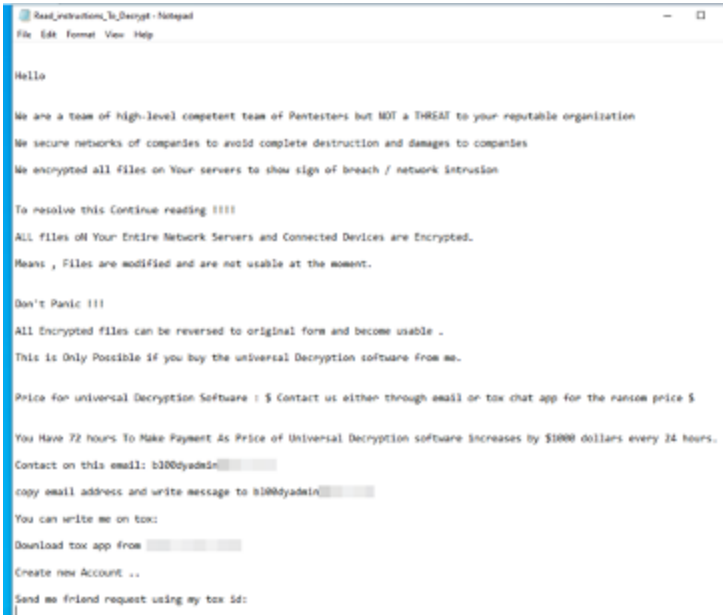 Read_instructions_To_Decrypt - Notepad
File Edit Format View Help
Hello
We are a team of high-level competent team of Pentesters but NOT a THREAT to your reputable organization
We secure networks of companies to avoid complete destruction and damages to companies
We encrypted all files on Your servers to show sign of breach / network intrusion
To resolve this Continue reading !!!!
ALL files oN Your Entire Network Servers and Connected Devices are Encrypted.
Means , Files are modified and are not usable at the moment.
Don't Panic !!!
All Encrypted files can be reversed to original form and become usable .
This is Only Possible if you buy the universal Decryption software from me.
Price for universal Decryption Software : $ Contact us either through email or tox chat app for the ransom price $
You Have 72 hours To Make Payment As Price of Universal Decryption software increases by $1000 dollars every 24 hours.
Contact on this email: bl00dyadmin
copy email address and write message to bl00dyadmin
You can write me on tox:
Download tox app from
Create new Account ..
Send me friend request using my tox id: